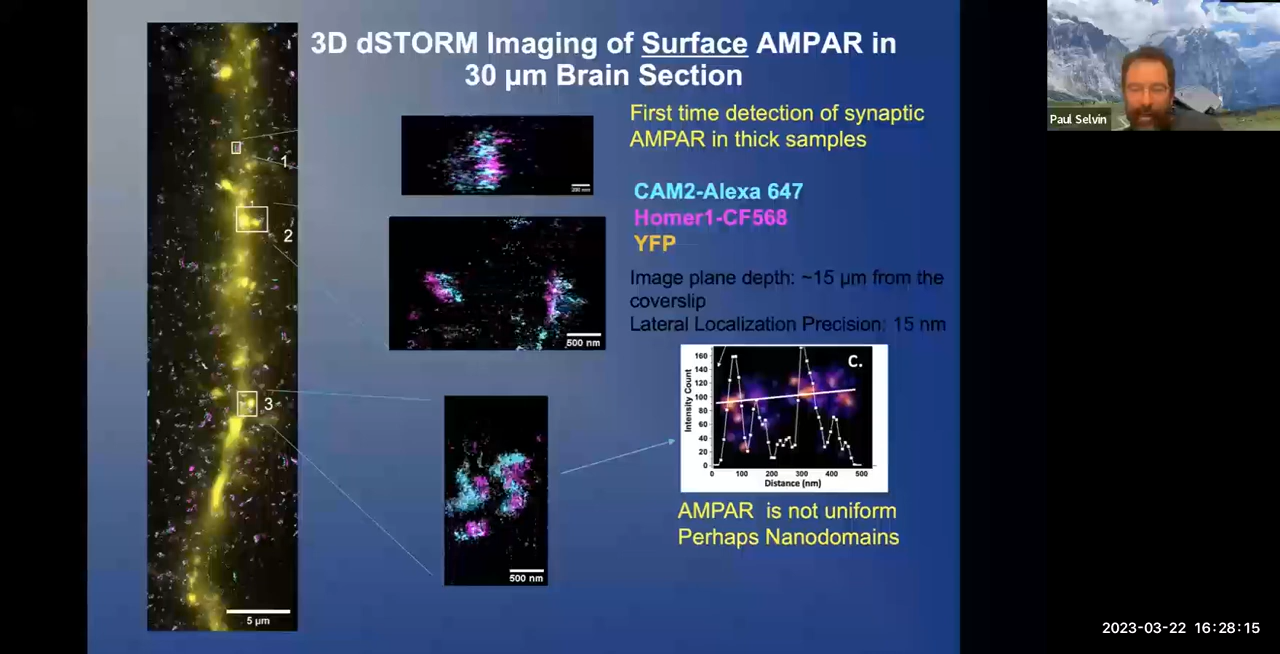 3D dSTORM Imaging of Surface AMPAR in
30 µm Brain Section
First time detection of synaptic
AMPAR in thick samples
CAM2-Alexa 647
Homer1-CF568
YFP
Image plane depth: ~15 µm from the
coverslip
Lateral Localization Precision: 15 nm
1
2
3
5 µm
200 nm
500 nm
500 nm
C.
Intensity Count
160
140
120
100
80
60
40
20
0
0 100 200 300 400 500
Distance (nm)
AMPAR is not uniform
Perhaps Nanodomains
Paul Selvin
2023-03-22 16:28:15